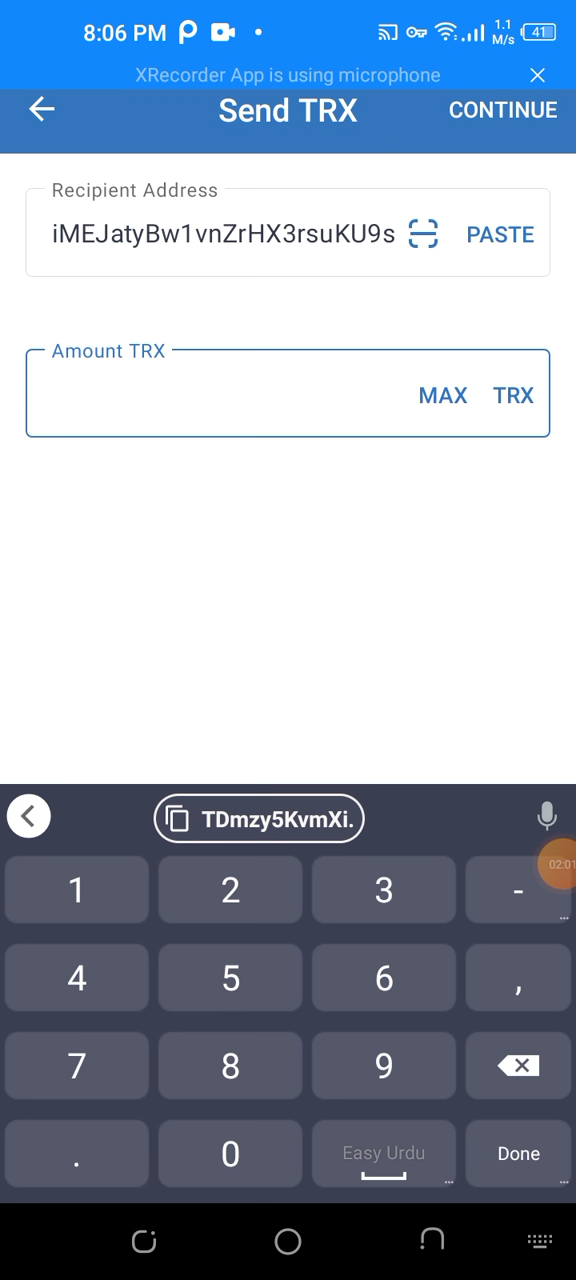 8:06 PM
1.1
M/s
41
XRecorder App is using microphone
Send TRX
CONTINUE
Recipient Address
iMEJatyBw1vnZrHX3rsuKU9s
PASTE
Amount TRX
MAX TRX
TDmzy5KvmXi.
1 2 3 -
02:01
4 5 6 ,
7 8 9
. 0 Easy Urdu Done